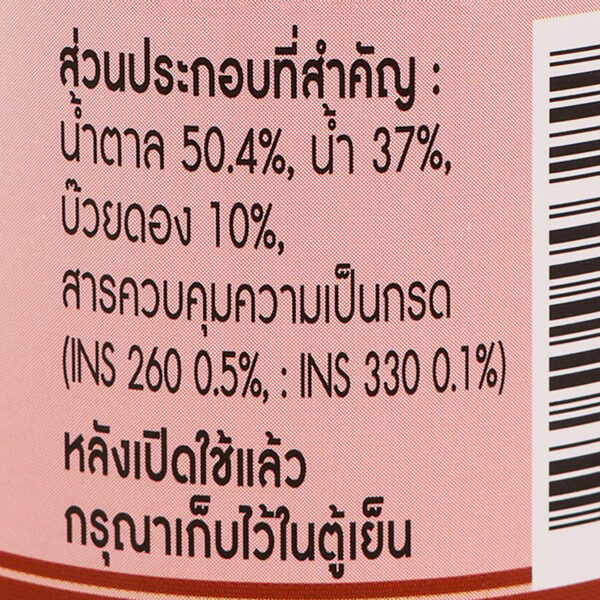 ส่วนประกอบที่สำคัญ :
น้ำตาล 50.4%, น้ำ 37%,
บ๊วยดอง 10%,
สารควบคุมความเป็นกรด
(INS 260 0.5%, : INS 330 0.1%)
หลังเปิดใช้แล้ว
กรุณาเก็บไว้ในตู้เย็น